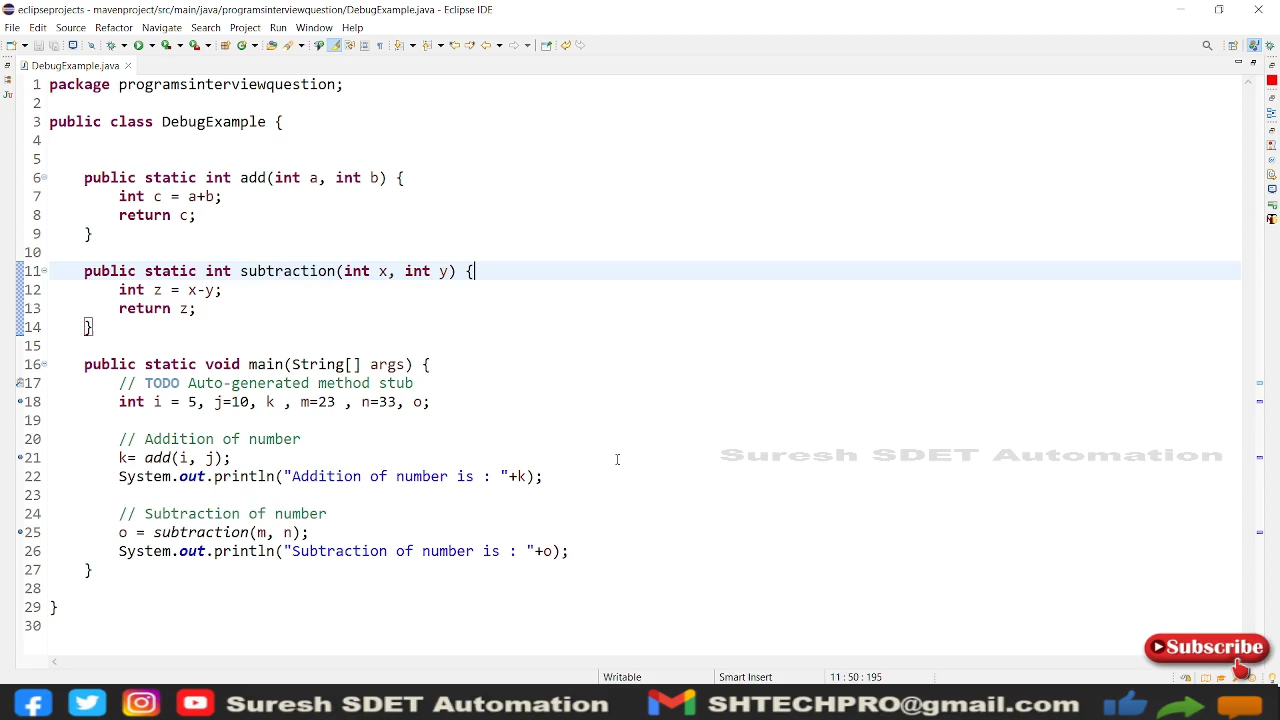 eclipseprojects - mavenproject/src/main/java/programsinterviewquestion/DebugExample.java - Eclipse IDE
File Edit Source Refactor Navigate Search Project Run Window Help
DebugExample.java
1 package programsinterviewquestion;
2
3 public class DebugExample {
4
5
6 public static int add(int a, int b) {
7 int c = a+b;
8 return c;
9 }
10
11 public static int subtraction(int x, int y) {
12 int z = x-y;
13 return z;
14 }
15
16 public static void main(String[] args) {
17 // TODO Auto-generated method stub
18 int i = 5, j=10, k , m=23 , n=33, o;
19
20 // Addition of number
21 k= add(i, j);
22 System.out.println("Addition of number is : "+k);
23
24 // Subtraction of number
25 o = subtraction(m, n);
26 System.out.println("Subtraction of number is : "+o);
27 }
28
29 }
30
Suresh SDET Automation
Subscribe
Writable Smart Insert 11 : 50 : 195
Suresh SDET Automation SHTECHPRO@gmail.com